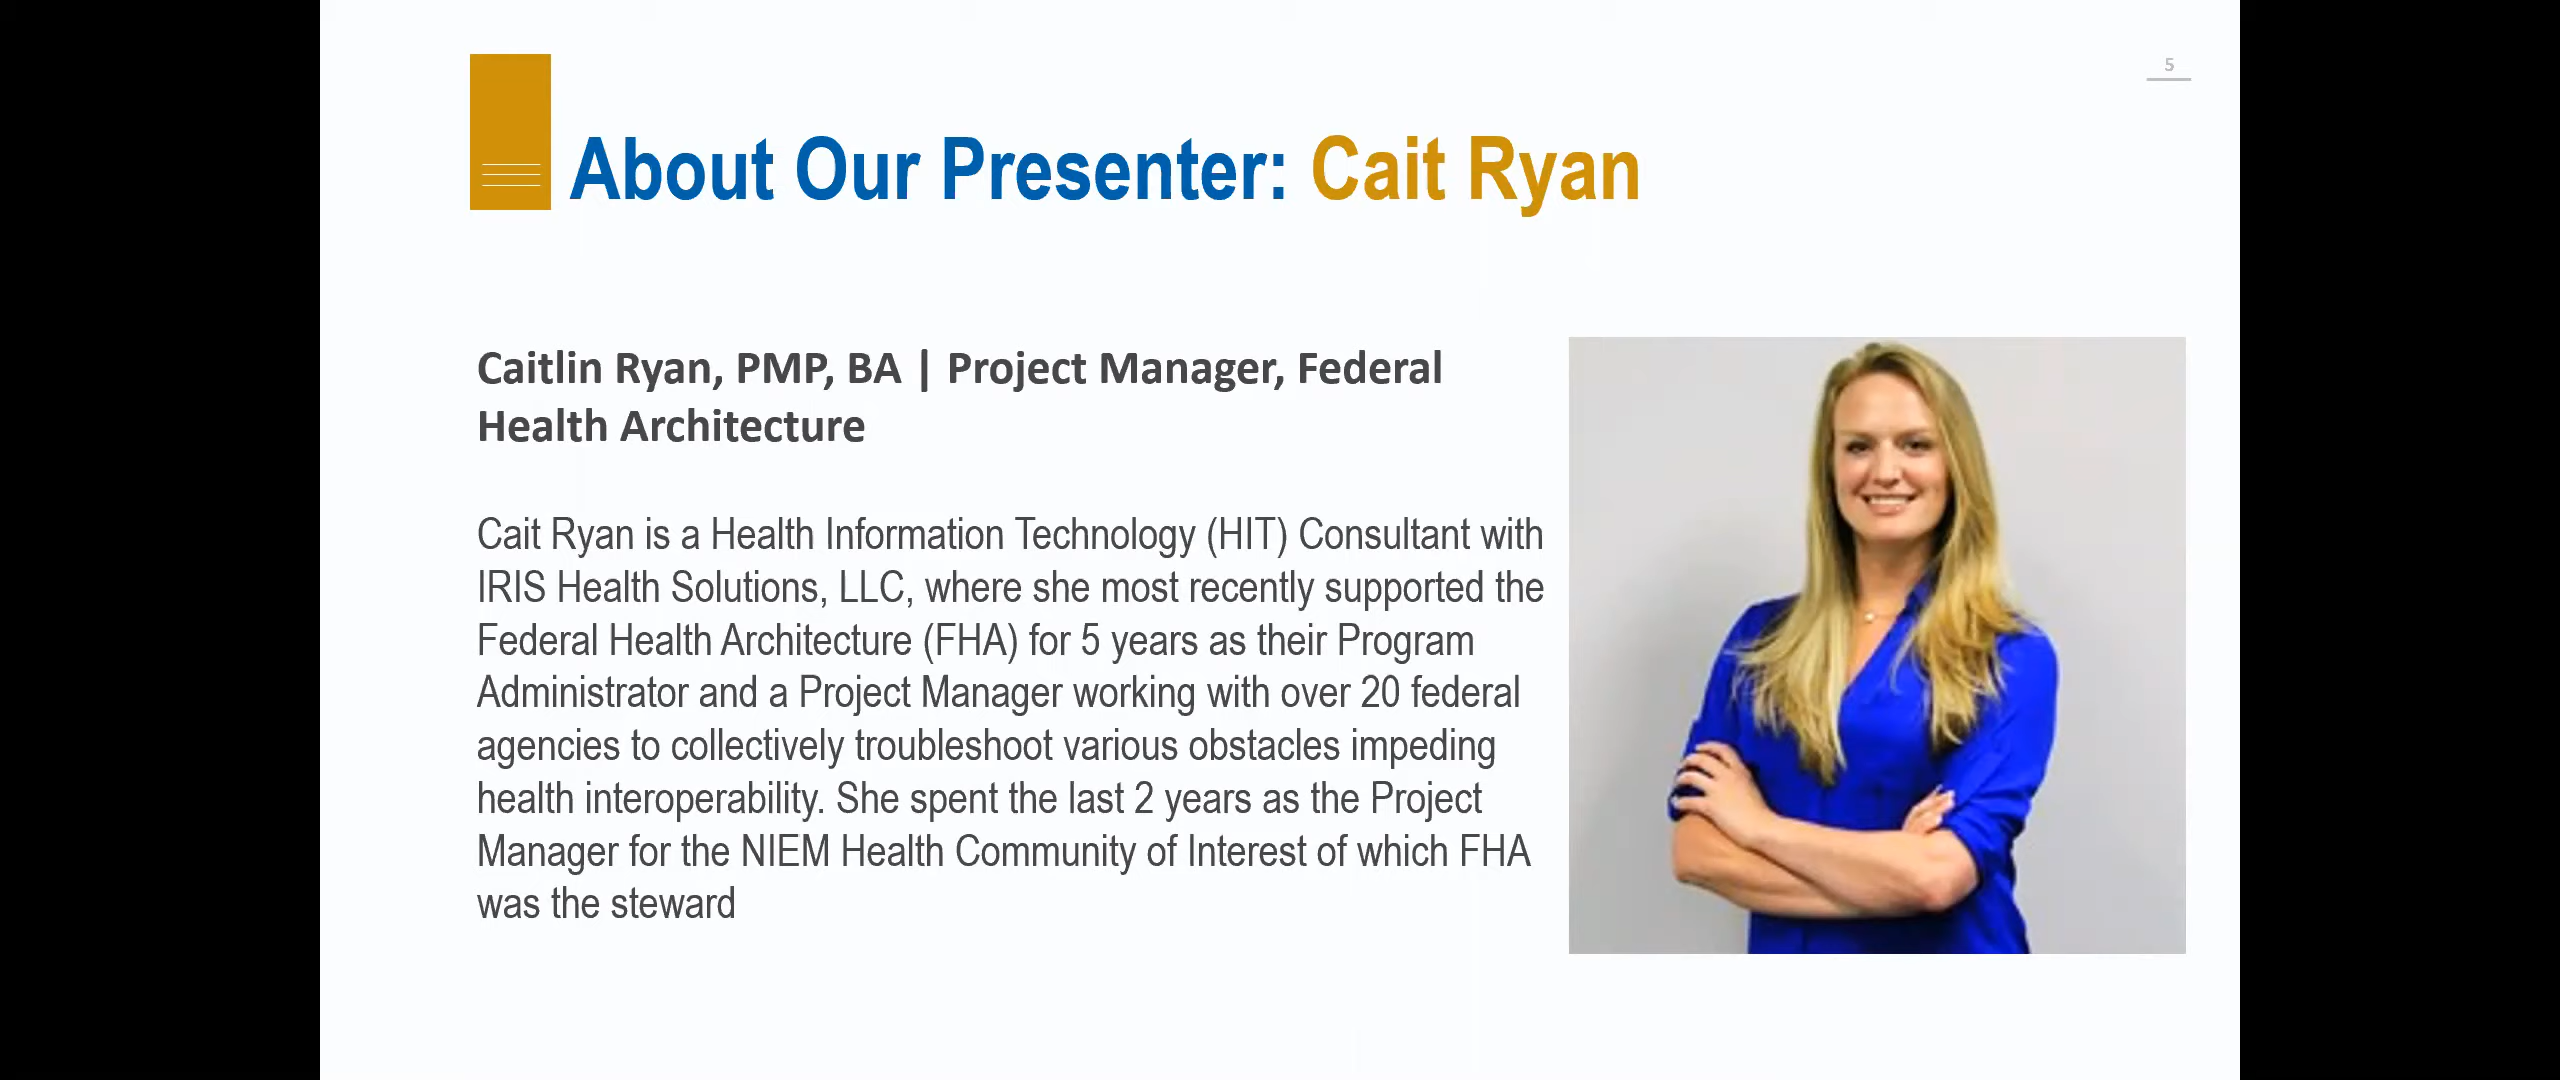 5
About Our Presenter: Cait Ryan
Caitlin Ryan, PMP, BA | Project Manager, Federal
Health Architecture
Cait Ryan is a Health Information Technology (HIT) Consultant with
IRIS Health Solutions, LLC, where she most recently supported the
Federal Health Architecture (FHA) for 5 years as their Program
Administrator and a Project Manager working with over 20 federal
agencies to collectively troubleshoot various obstacles impeding
health interoperability. She spent the last 2 years as the Project
Manager for the NIEM Health Community of Interest of which FHA
was the steward